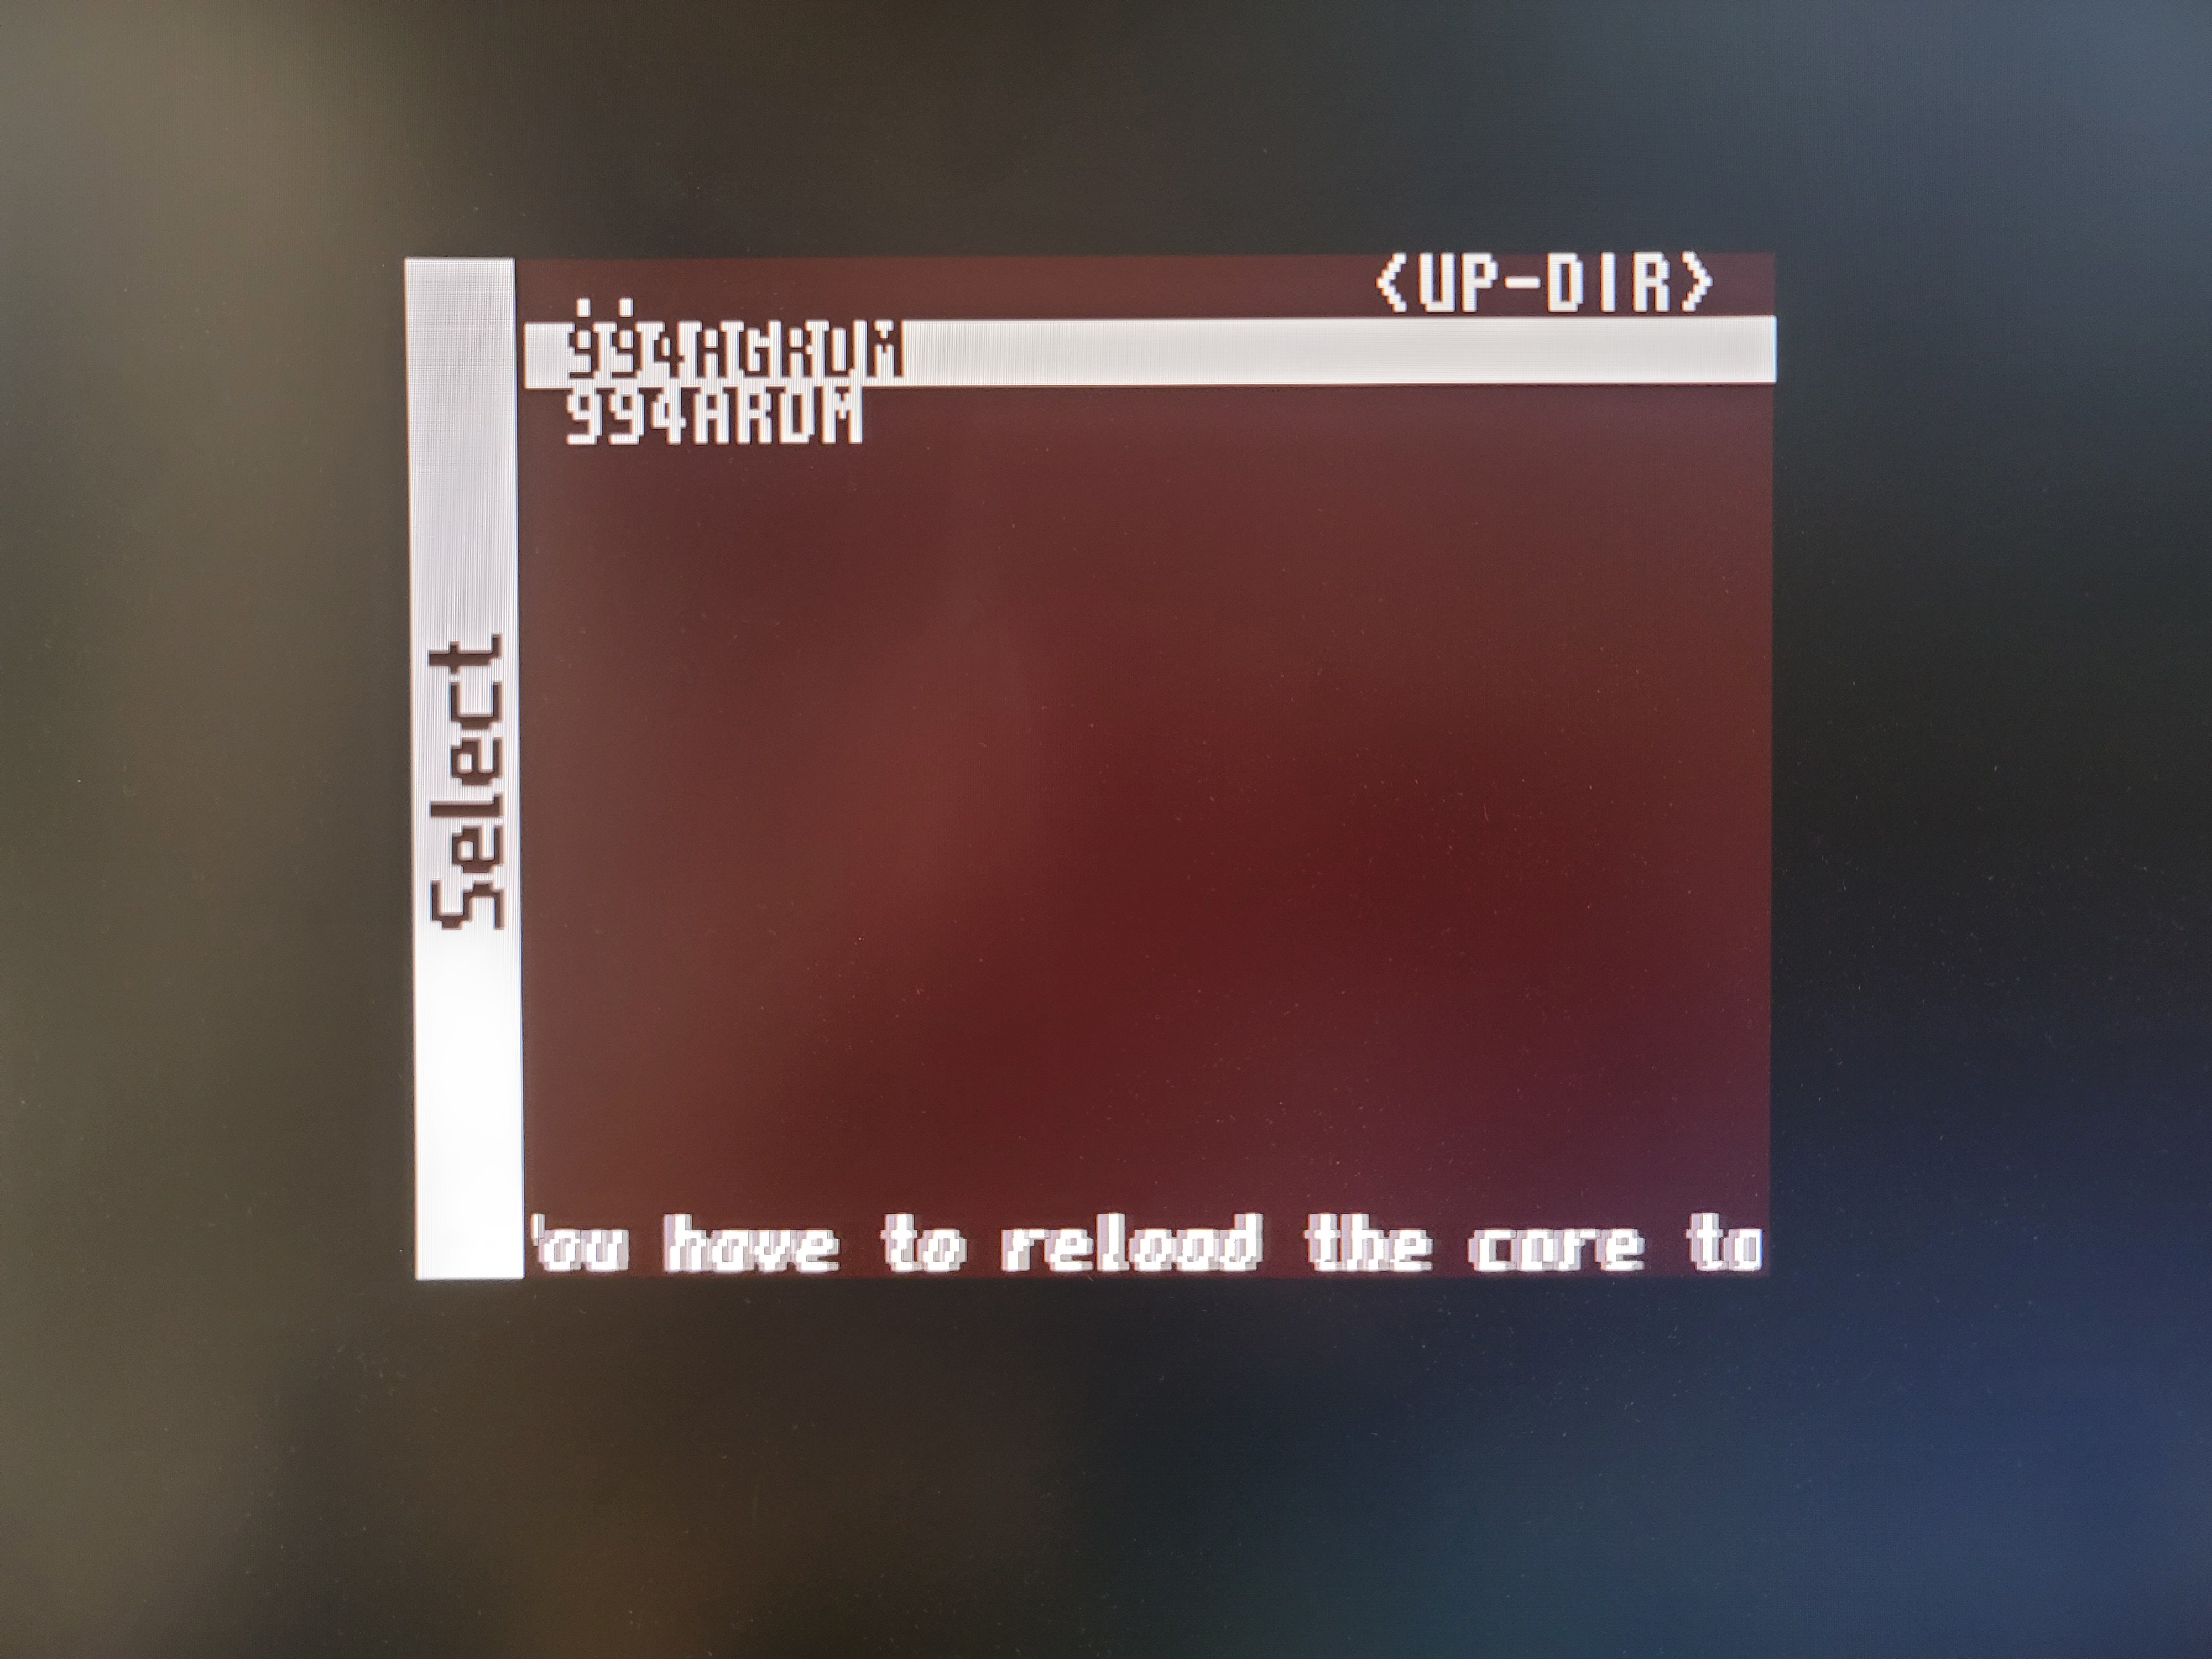 Select
.. <UP-DIR>
994AGROM
994AROM
ou have to reload the core to